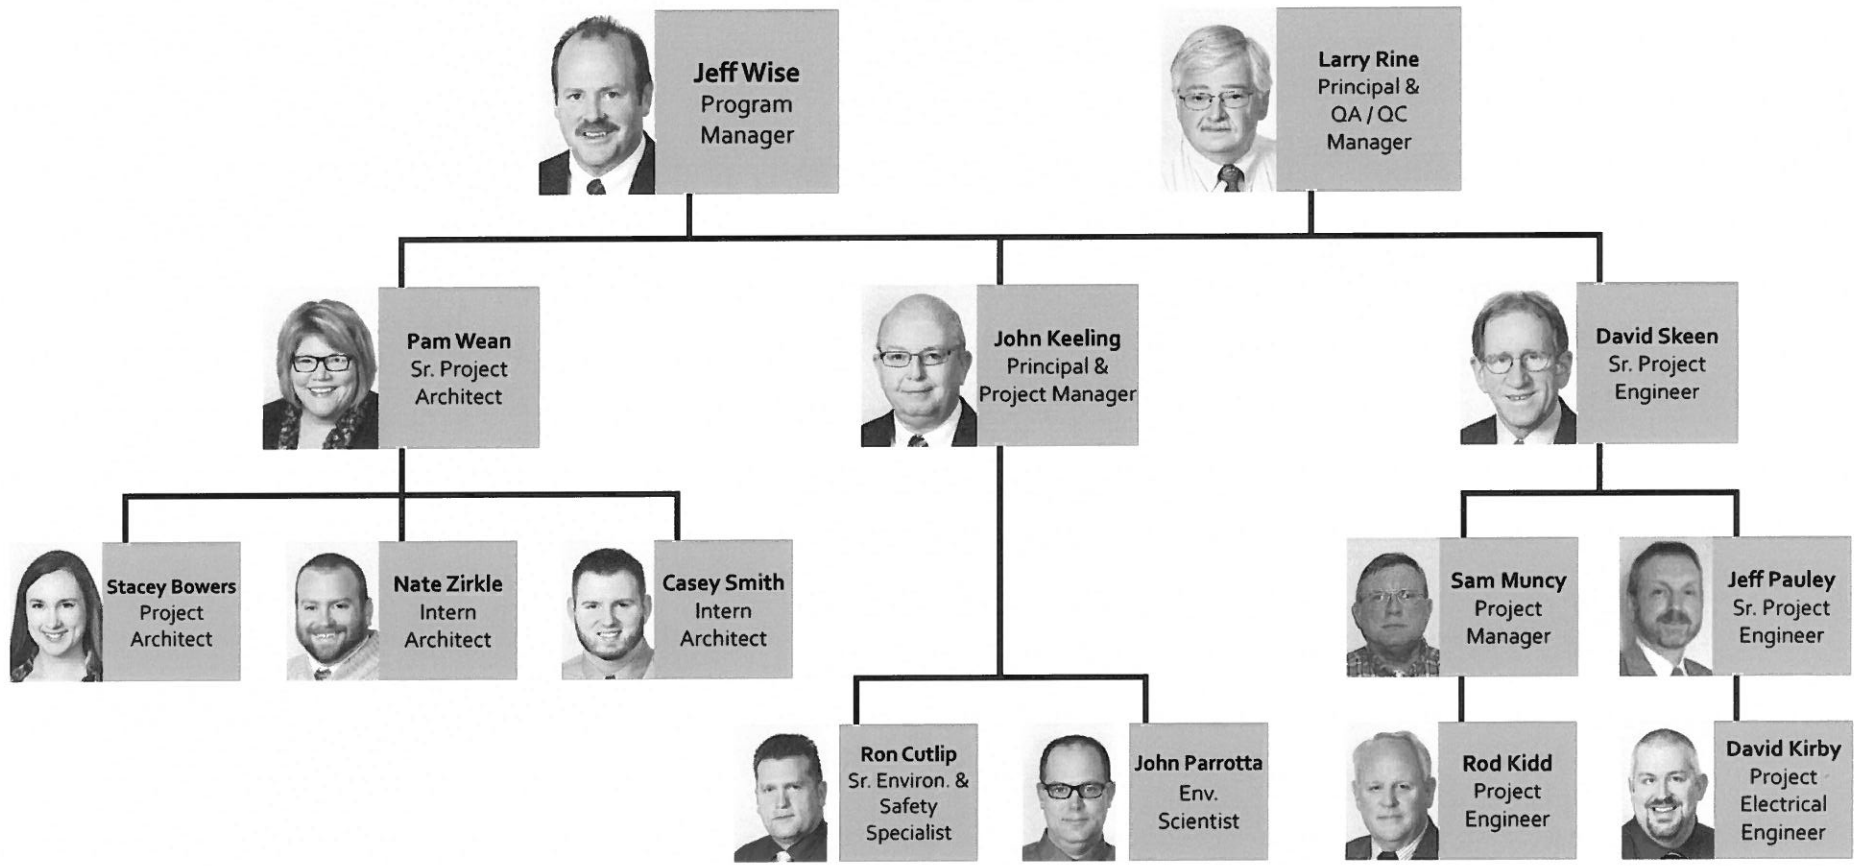 Jeff Wise
Program
Manager
Larry Rine
Principal &
QA / QC
Manager
Pam Wean
Sr. Project
Architect
John Keeling
Principal &
Project Manager
David Skeen
Sr. Project
Engineer
Stacey Bowers
Project
Architect
Nate Zirkle
Intern
Architect
Casey Smith
Intern
Architect
Sam Muncy
Project
Manager
Jeff Pauley
Sr. Project
Engineer
Ron Cutlip
Sr. Environ. &
Safety
Specialist
John Parrotta
Env.
Scientist
Rod Kidd
Project
Engineer
David Kirby
Project
Electrical
Engineer